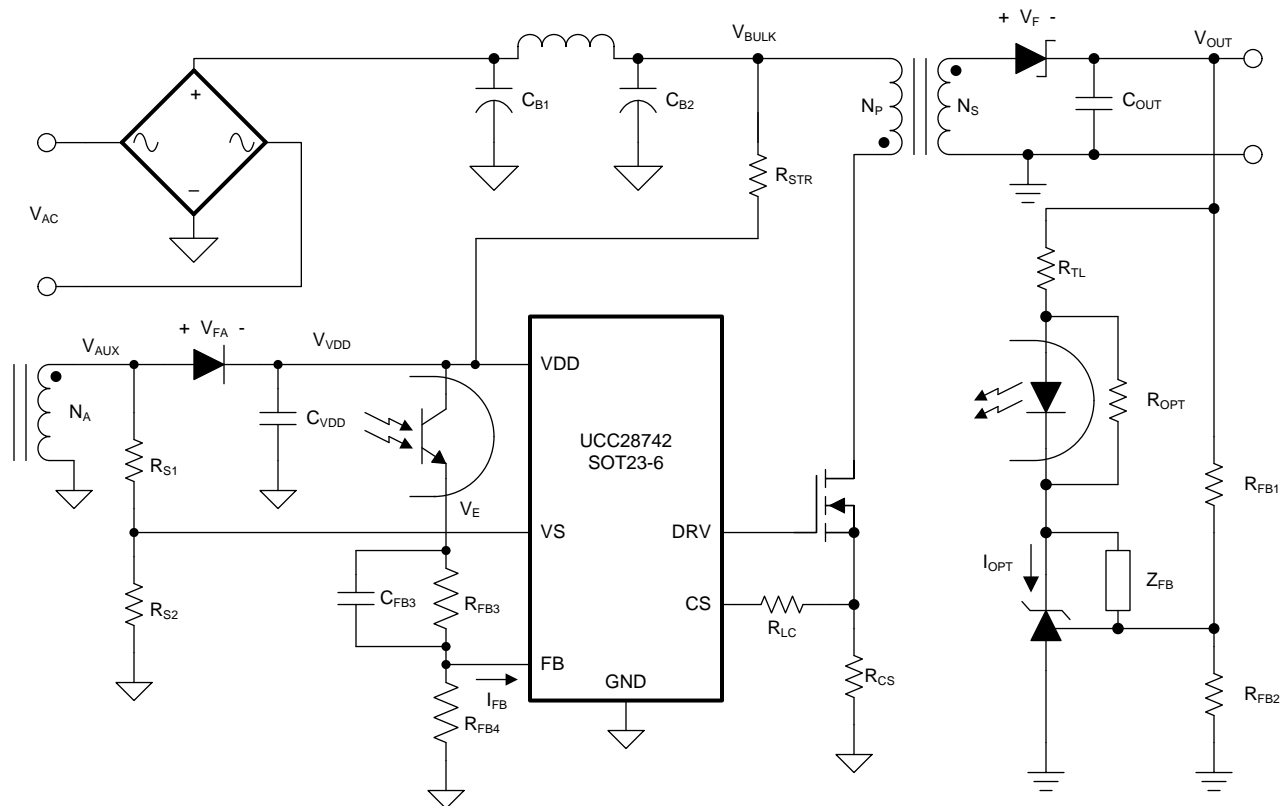 + V_F -
V_BULK
V_OUT
+
C_B1
C_B2
N_P
N_S
C_OUT
−
R_STR
V_AC
R_TL
+ V_FA -
V_AUX
V_VDD
VDD
N_A
C_VDD
R_OPT
UCC28742
SOT23-6
R_S1
R_FB1
V_E
VS
DRV
I_OPT
Z_FB
C_FB3
R_FB3
R_S2
CS
R_LC
FB
GND
R_CS
I_FB
R_FB4
R_FB2